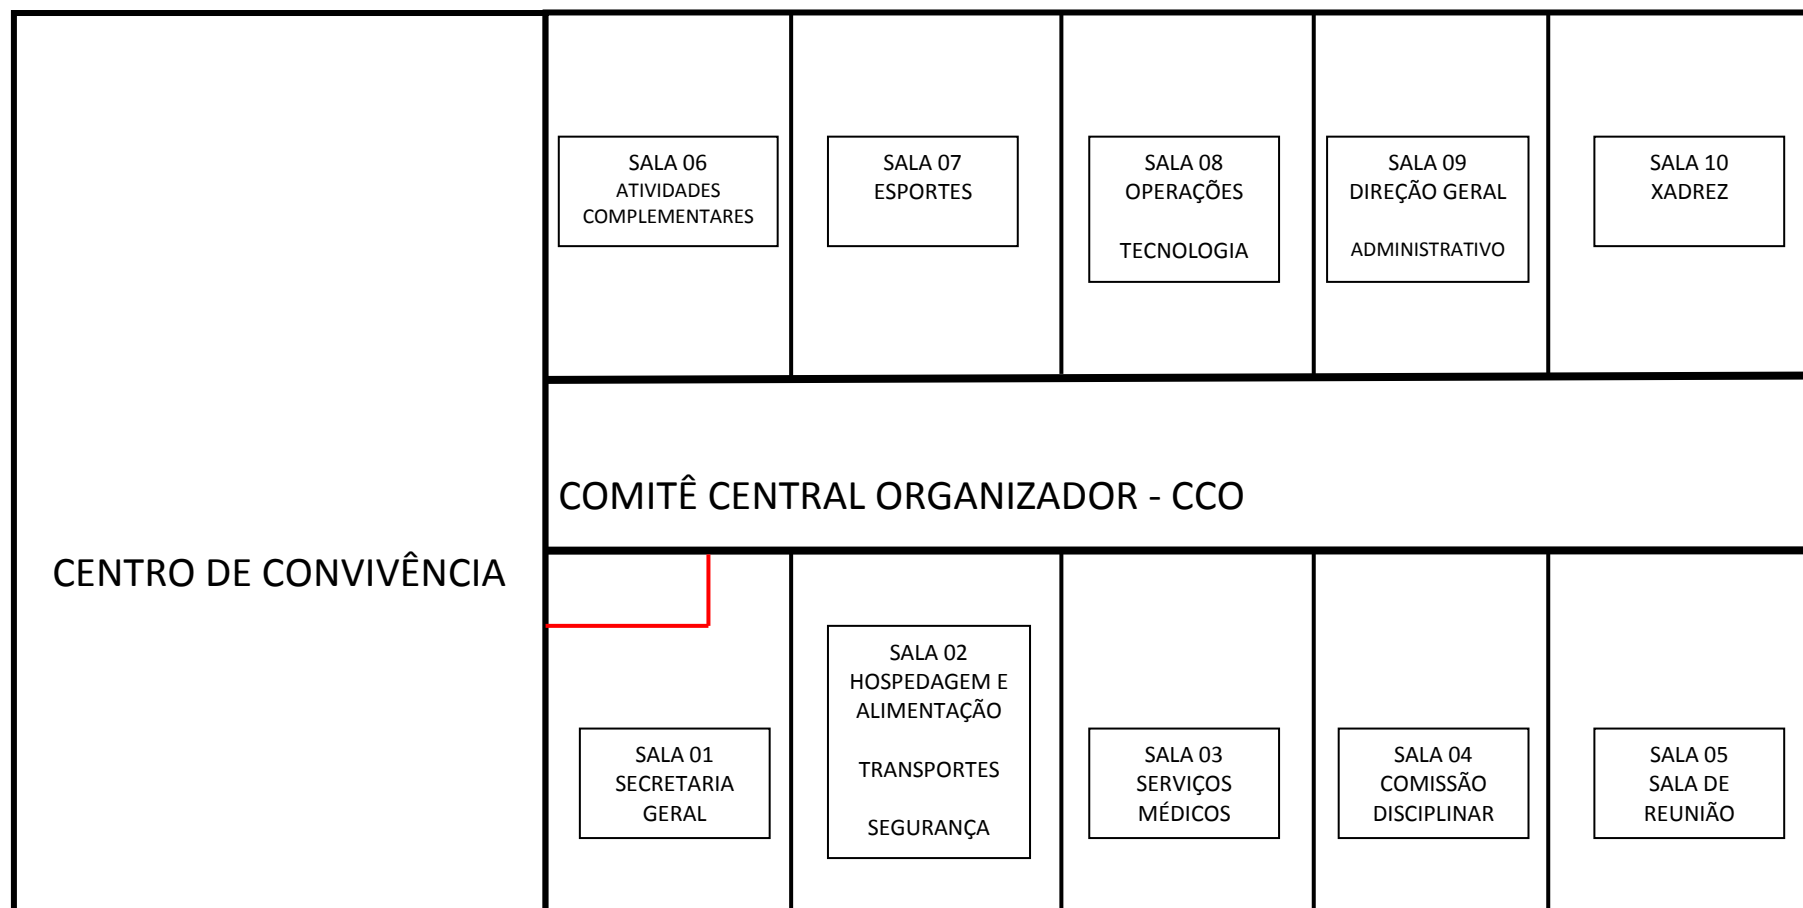 SALA 06
ATIVIDADES
COMPLEMENTARES
SALA 07
ESPORTES
SALA 08
OPERAÇÕES
TECNOLOGIA
SALA 09
DIREÇÃO GERAL
ADMINISTRATIVO
SALA 10
XADREZ
COMITÊ CENTRAL ORGANIZADOR - CCO
CENTRO DE CONVIVÊNCIA
SALA 01
SECRETARIA
GERAL
SALA 02
HOSPEDAGEM E
ALIMENTAÇÃO
TRANSPORTES
SEGURANÇA
SALA 03
SERVIÇOS
MÉDICOS
SALA 04
COMISSÃO
DISCIPLINAR
SALA 05
SALA DE
REUNIÃO